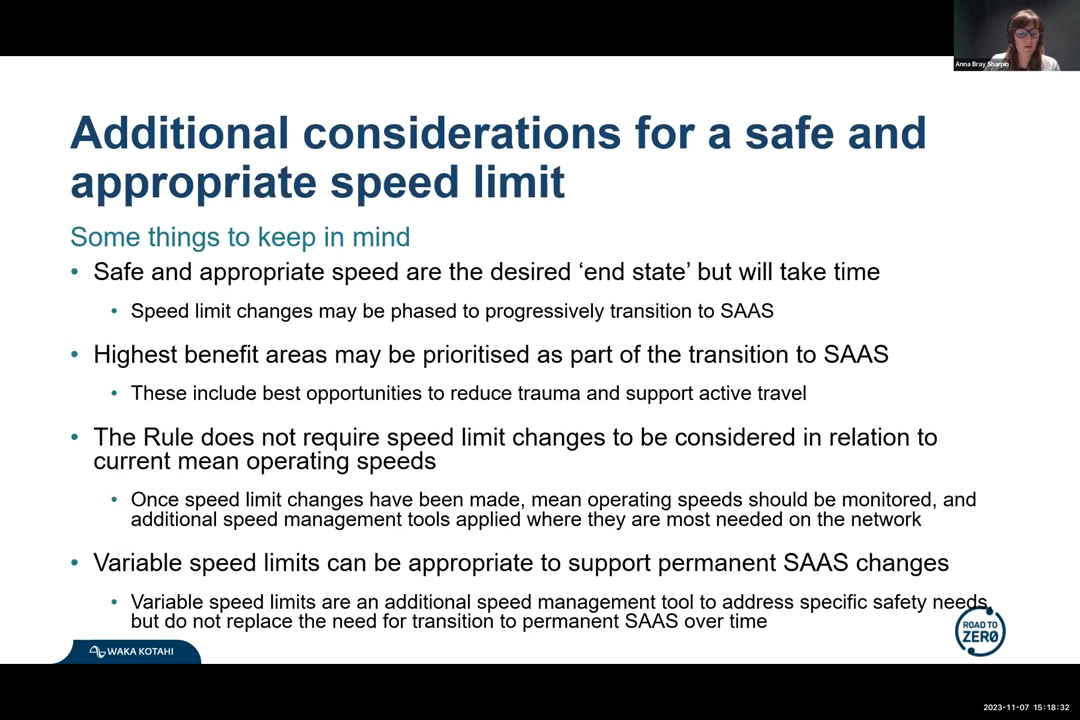 Anna Bray Sharpin
Additional considerations for a safe and
appropriate speed limit
Some things to keep in mind
• Safe and appropriate speed are the desired ‘end state’ but will take time
• Speed limit changes may be phased to progressively transition to SAAS
• Highest benefit areas may be prioritised as part of the transition to SAAS
• These include best opportunities to reduce trauma and support active travel
• The Rule does not require speed limit changes to be considered in relation to
current mean operating speeds
• Once speed limit changes have been made, mean operating speeds should be monitored, and
additional speed management tools applied where they are most needed on the network
• Variable speed limits can be appropriate to support permanent SAAS changes
• Variable speed limits are an additional speed management tool to address specific safety needs,
but do not replace the need for transition to permanent SAAS over time
ROAD TO
ZERO
WAKA KOTAHI
2023-11-07 15:18:32